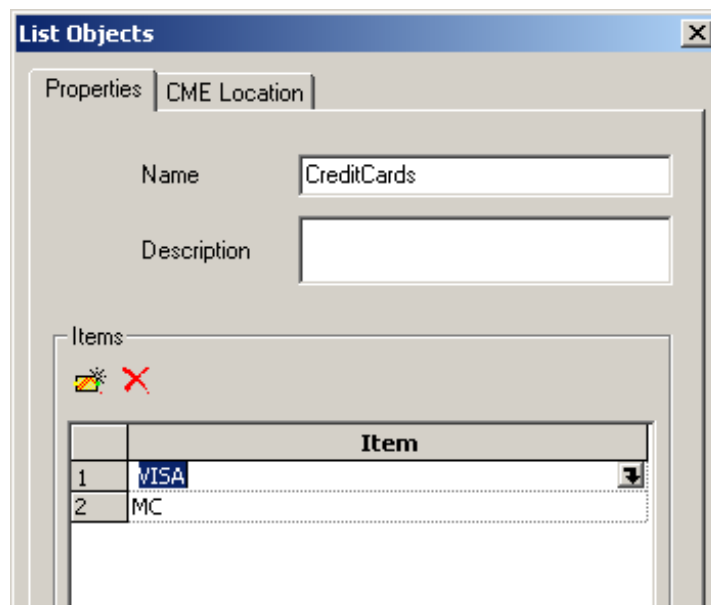 List Objects
Properties CME Location
Name CreditCards
Description
Items
Item
1 VISA
2 MC